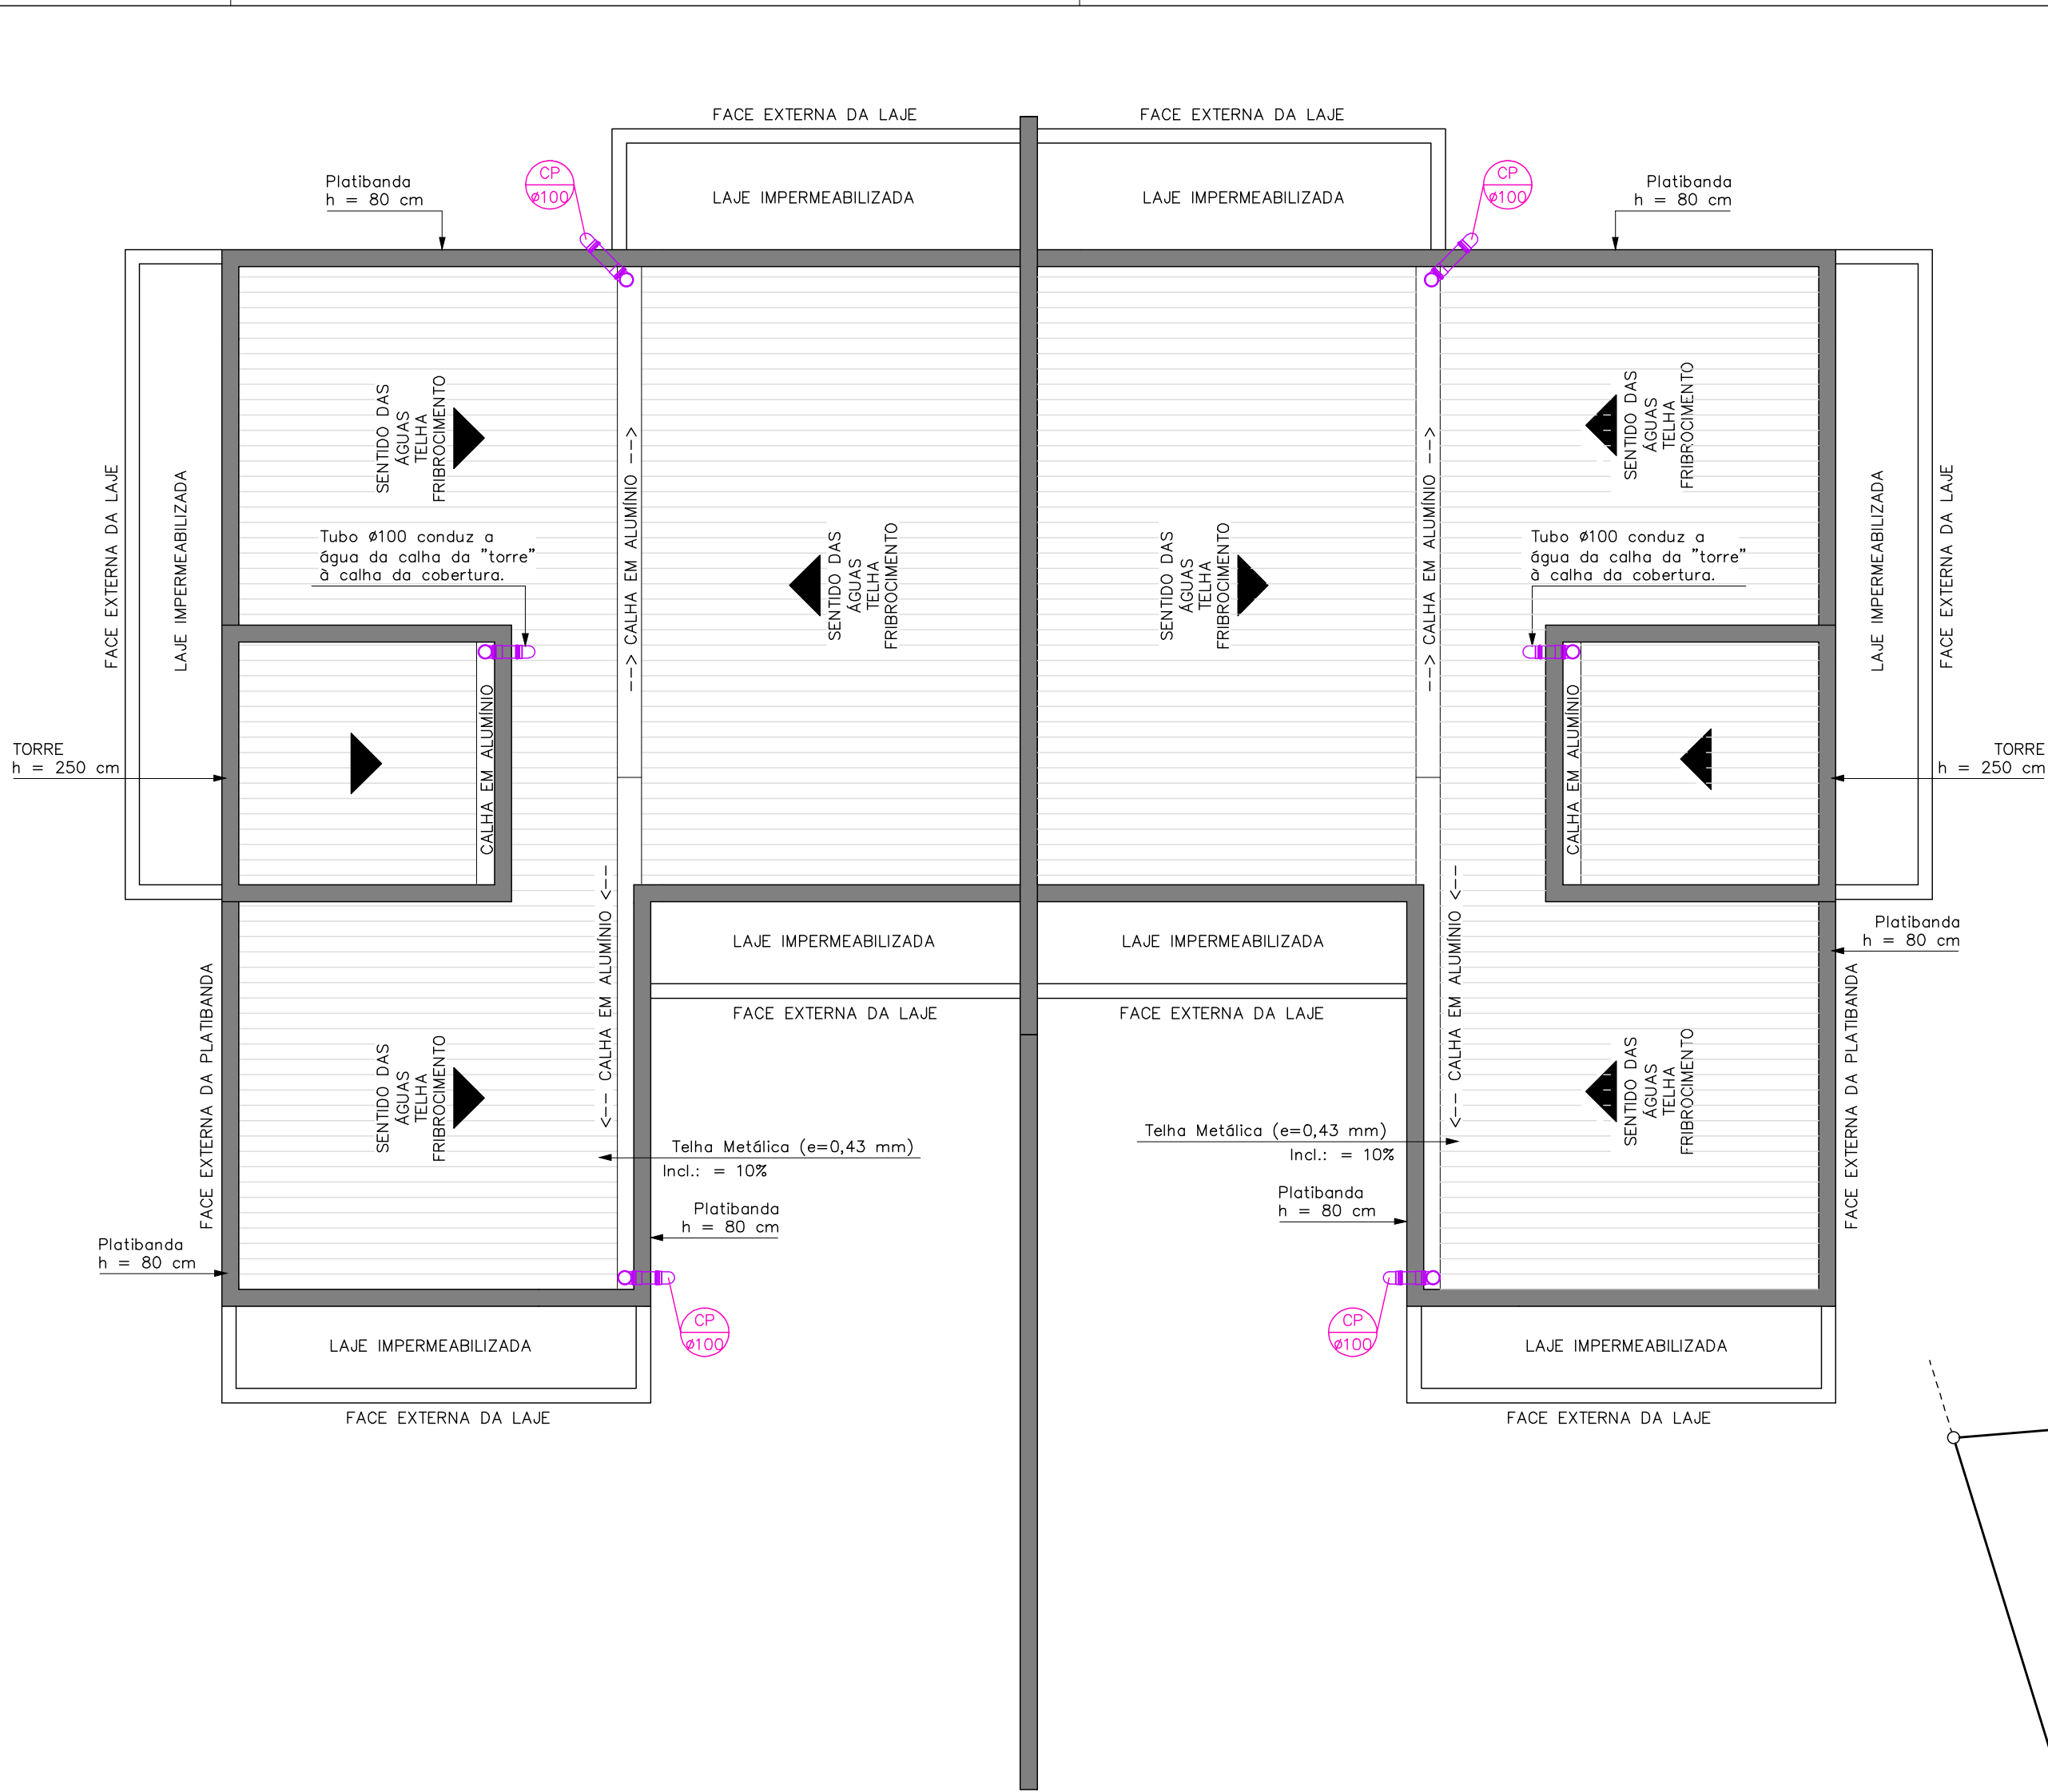 FACE EXTERNA DA LAJE
FACE EXTERNA DA LAJE
CP
ø100
CP
ø100
Platibanda
h = 80 cm
LAJE IMPERMEABILIZADA
LAJE IMPERMEABILIZADA
Platibanda
h = 80 cm
FACE EXTERNA DA LAJE
LAJE IMPERMEABILIZADA
SENTIDO DAS
ÁGUAS
TELHA
FRIBROCIMENTO
--> CALHA EM ALUMÍNIO -->
SENTIDO DAS
ÁGUAS
TELHA
FRIBROCIMENTO
SENTIDO DAS
ÁGUAS
TELHA
FRIBROCIMENTO
--> CALHA EM ALUMÍNIO -->
SENTIDO DAS
ÁGUAS
TELHA
FRIBROCIMENTO
LAJE IMPERMEABILIZADA
FACE EXTERNA DA LAJE
Tubo ø100 conduz a
água da calha da "torre"
à calha da cobertura.
Tubo ø100 conduz a
água da calha da "torre"
à calha da cobertura.
TORRE
h = 250 cm
CALHA EM ALUMÍNIO
CALHA EM ALUMÍNIO
TORRE
h = 250 cm
<-- CALHA EM ALUMÍNIO <--
LAJE IMPERMEABILIZADA
LAJE IMPERMEABILIZADA
<-- CALHA EM ALUMÍNIO <--
Platibanda
h = 80 cm
FACE EXTERNA DA LAJE
FACE EXTERNA DA LAJE
FACE EXTERNA DA PLATIBANDA
SENTIDO DAS
ÁGUAS
TELHA
FRIBROCIMENTO
Telha Metálica (e=0,43 mm)
Incl.: = 10%
Telha Metálica (e=0,43 mm)
Incl.: = 10%
SENTIDO DAS
ÁGUAS
TELHA
FRIBROCIMENTO
FACE EXTERNA DA PLATIBANDA
Platibanda
h = 80 cm
Platibanda
h = 80 cm
Platibanda
h = 80 cm
CP
ø100
CP
ø100
LAJE IMPERMEABILIZADA
LAJE IMPERMEABILIZADA
FACE EXTERNA DA LAJE
FACE EXTERNA DA LAJE